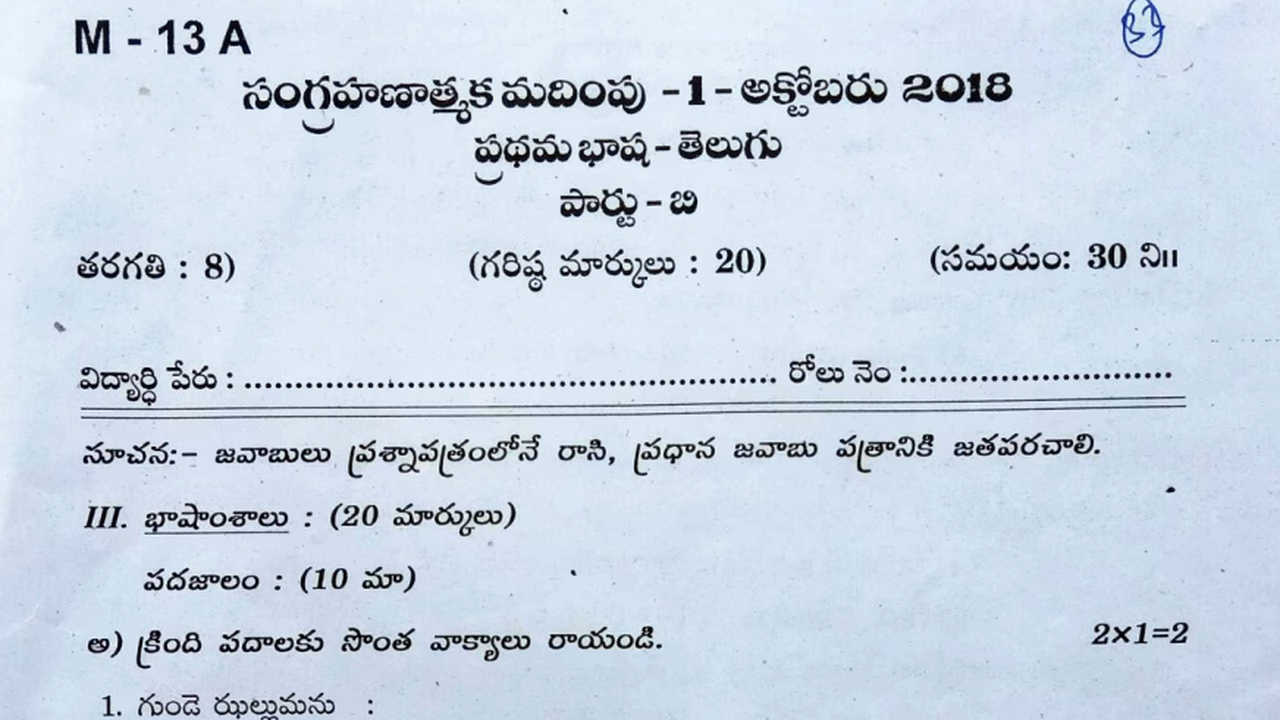 M - 13 A
సంగ్రహణాత్మక మదింపు - 1 - అక్టోబరు 2018
ప్రథమ భాష - తెలుగు
పార్టు - బి
తరగతి : 8) (గరిష్ఠ మార్కులు : 20) (సమయం: 30 ని॥
విద్యార్థి పేరు : ................................................................ రోలు నెం :..........................
సూచన:- జవాబులు ప్రశ్నాపత్రంలోనే రాసి, ప్రధాన జవాబు పత్రానికి జతపరచాలి.
III. భాషాంశాలు : (20 మార్కులు)
పదజాలం : (10 మా)
అ) క్రింది పదాలకు సొంత వాక్యాలు రాయండి. 2×1=2
1. గుండె ఝల్లుమను :